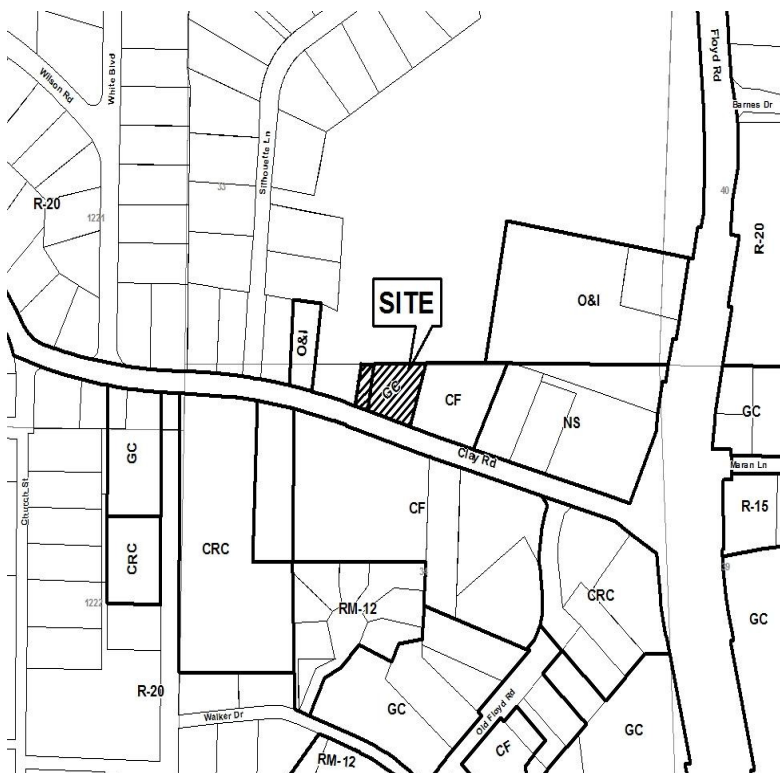 Floyd Rd
White Blvd
Wilson Rd
Barnes Dr
Silhouette Ln
33
40
R-20
1221
R-20
O&I
SITE
O&I
GC
CF
GC
NS
GC
Clay Rd
Maran Ln
Church St
CF
R-15
CRC
CRC
34
39
RM-12
CRC
1222
GC
R-20
GC
Old Floyd Rd
Walker Dr
GC
CF
RM-12